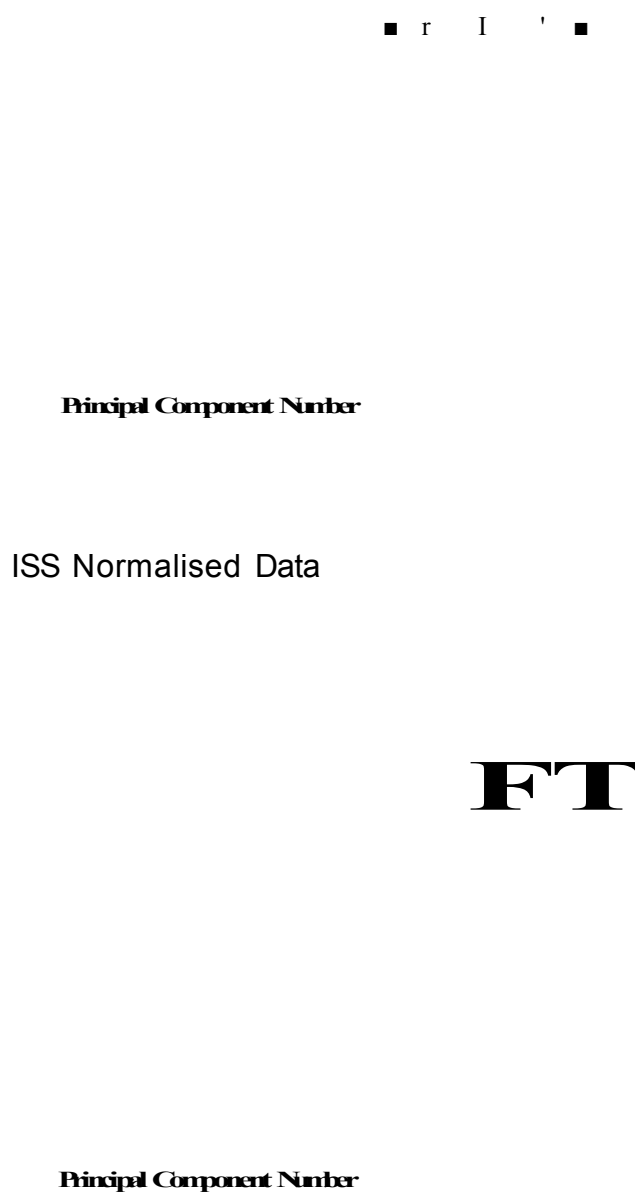 ■ r I ' ■
Principal Component Number
ISS Normalised Data
FT
Principal Component Number